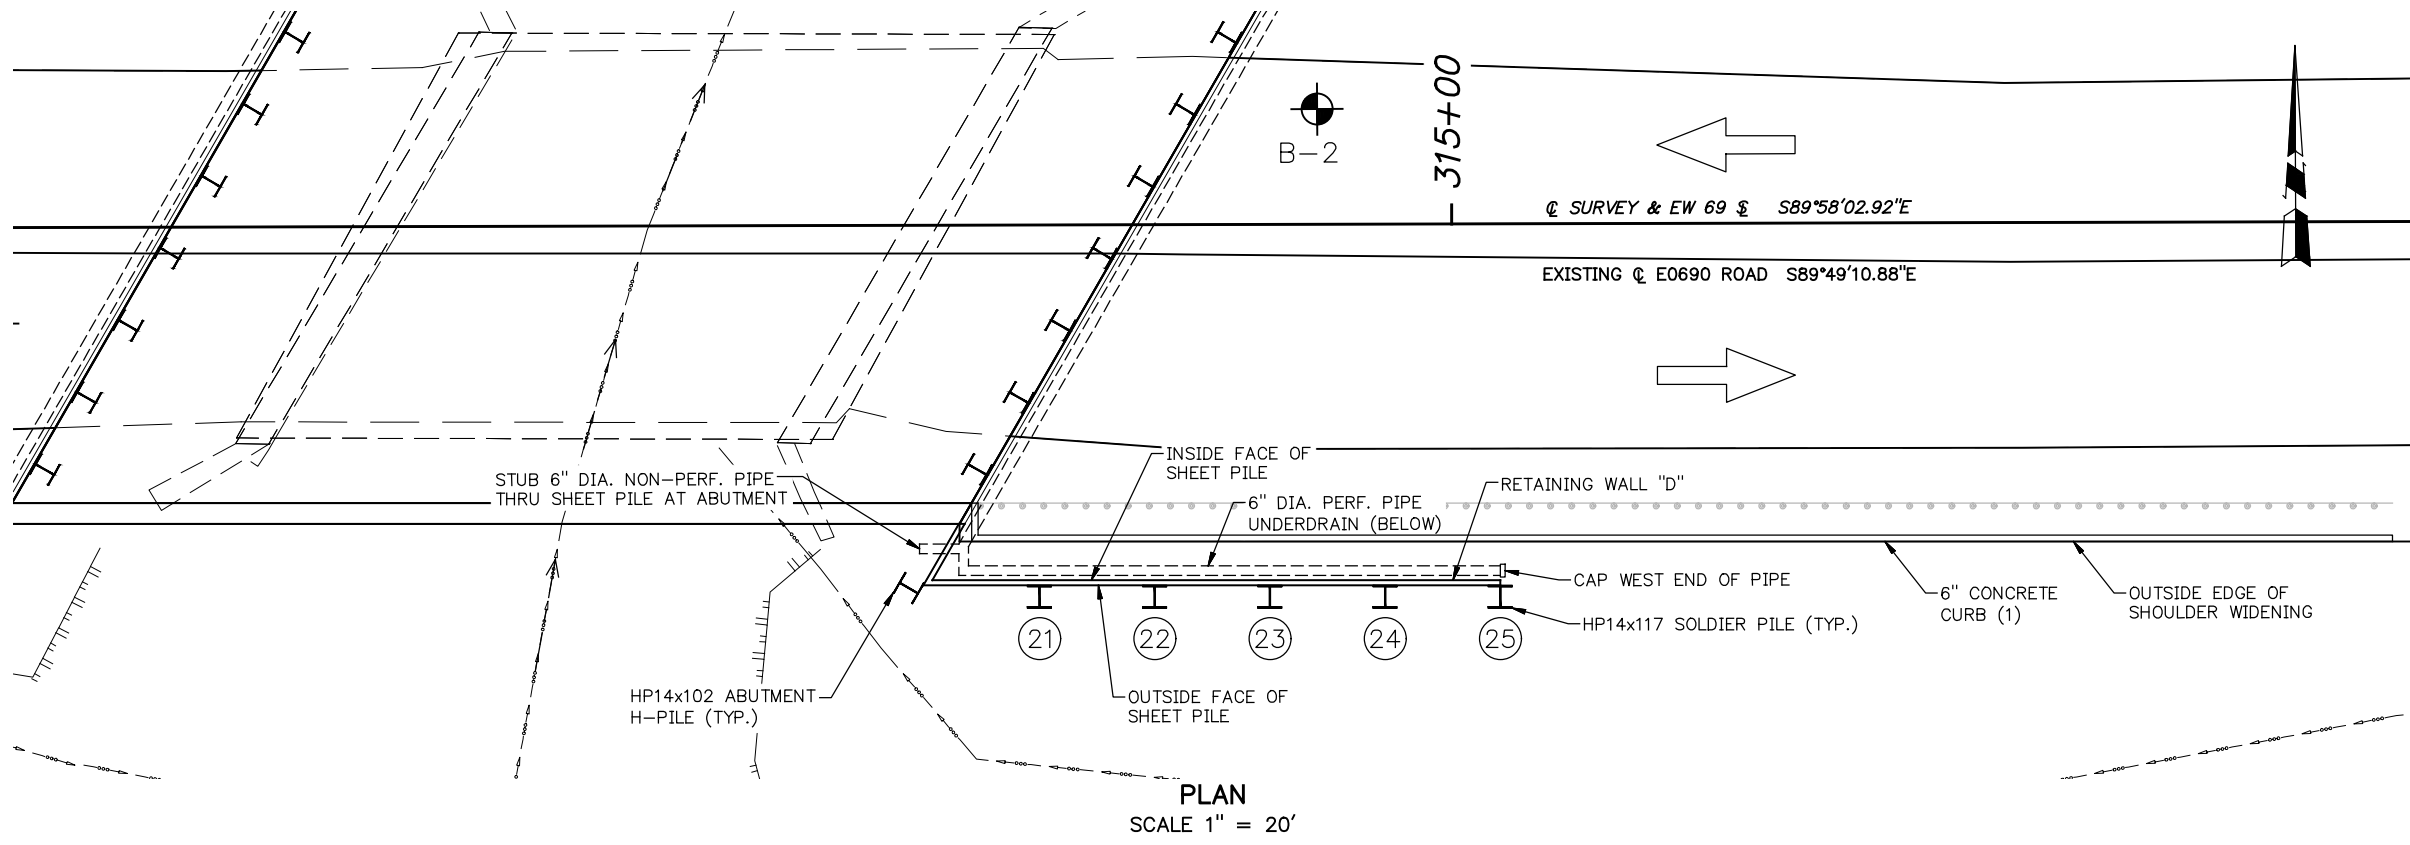 315+00
B-2
℄ SURVEY & EW 69 ℄ S89°58'02.92"E
EXISTING ℄ E0690 ROAD S89°49'10.88"E
INSIDE FACE OF
SHEET PILE
STUB 6" DIA. NON-PERF. PIPE
THRU SHEET PILE AT ABUTMENT
RETAINING WALL "D"
6" DIA. PERF. PIPE
UNDERDRAIN (BELOW)
CAP WEST END OF PIPE
6" CONCRETE
CURB (1)
OUTSIDE EDGE OF
SHOULDER WIDENING
HP14x117 SOLDIER PILE (TYP.)
21 22 23 24 25
HP14x102 ABUTMENT
H-PILE (TYP.)
OUTSIDE FACE OF
SHEET PILE
PLAN
SCALE 1" = 20'